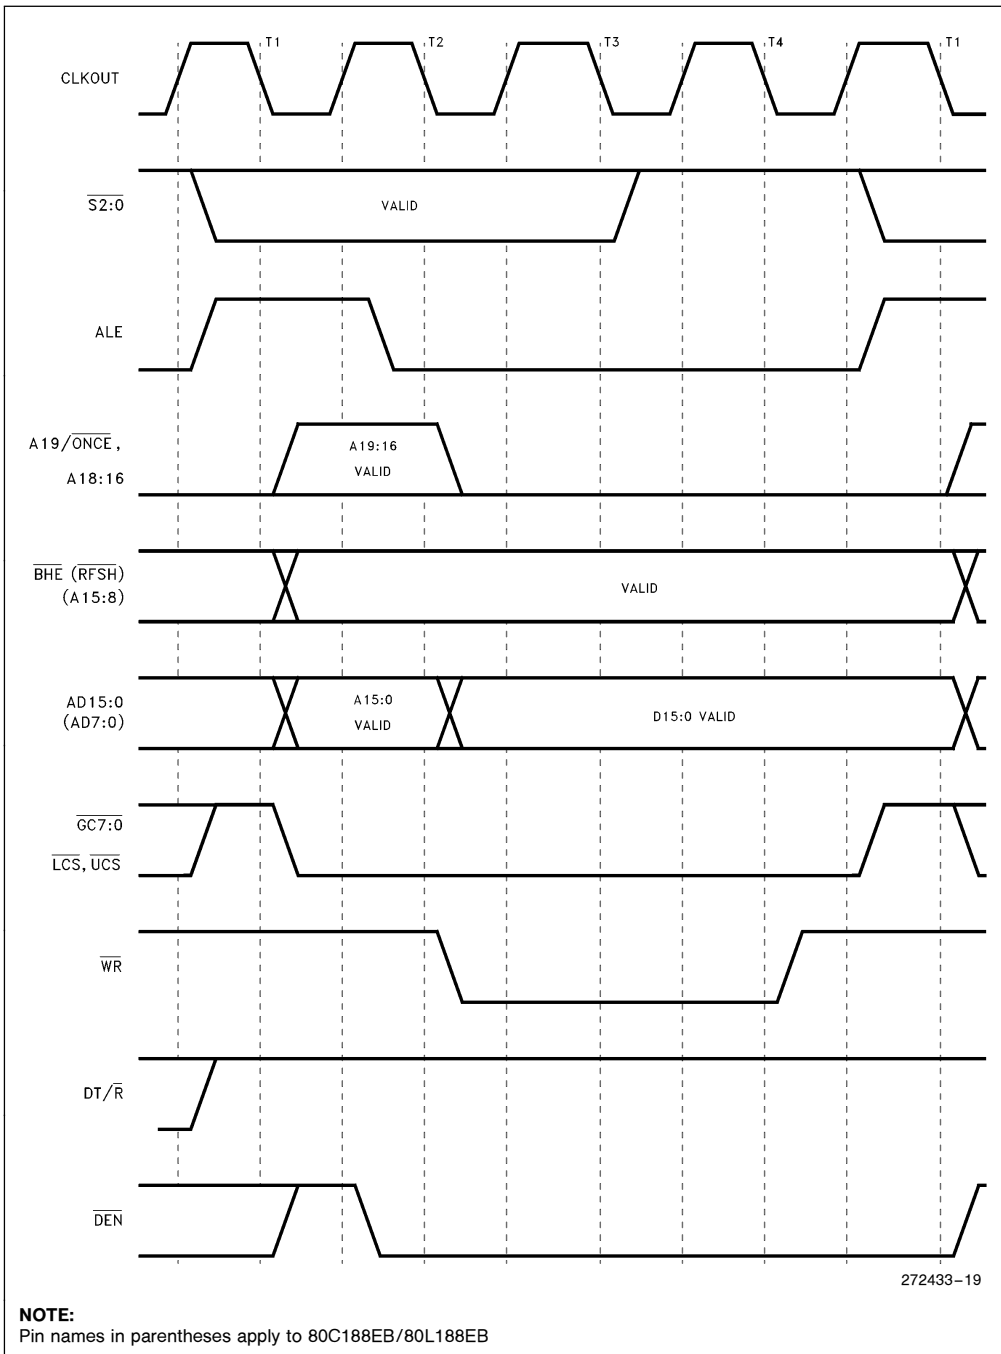 T1 T2 T3 T4 T1
CLKOUT
S2:0
VALID
ALE
A19/ONCE,
A18:16
A19:16
VALID
BHE (RFSH)
(A15:8)
VALID
AD15:0
(AD7:0)
A15:0
VALID
D15:0 VALID
GC7:0
LCS, UCS
WR
DT/R
DEN
272433–19
NOTE:
Pin names in parentheses apply to 80C188EB/80L188EB